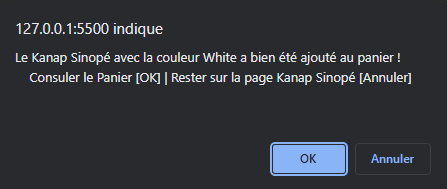 127.0.0.1:5500 indique
Le Kanap Sinopé avec la couleur White a bien été ajouté au panier !
Consuler le Panier [OK] | Rester sur la page Kanap Sinopé [Annuler]
OK
Annuler